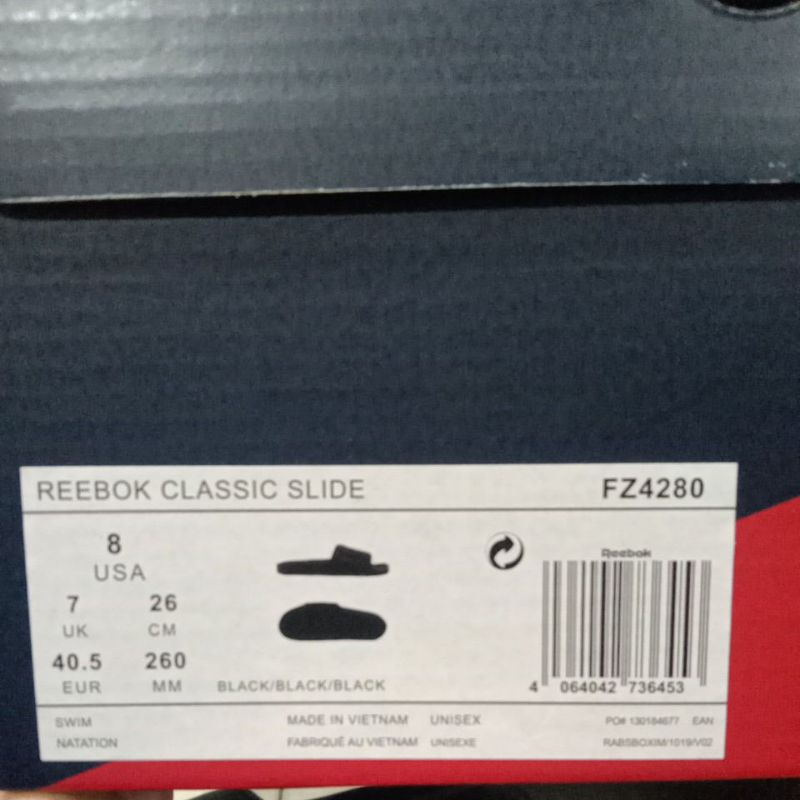 REEBOK CLASSIC SLIDE FZ4280
8
USA
7 26
UK CM
40.5 260
EUR MM
BLACK/BLACK/BLACK
Reebok
4 064042 736453
SWIM MADE IN VIETNAM UNISEX PO# 130184677 EAN
NATATION FABRIQUÉ AU VIETNAM UNISEXE RABSBOXIM/1019/V02